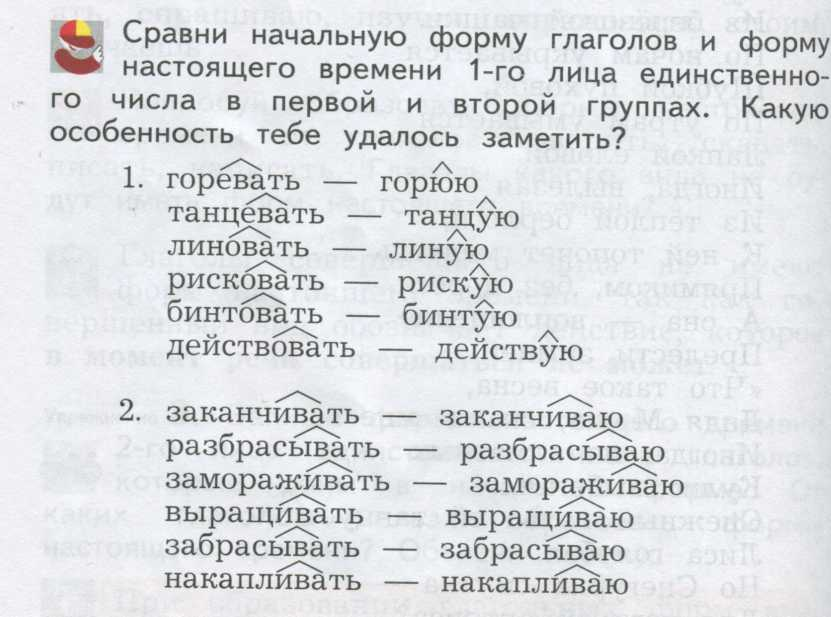 Сравни начальную форму глаголов и форму
настоящего времени 1-го лица единственно-
го числа в первой и второй группах. Какую
особенность тебе удалось заметить?
1. горевать — горюю
танцевать — танцую
линовать — линую
рисковать — рискую
бинтовать — бинтую
действовать — действую
2. заканчивать — заканчиваю
разбрасывать — разбрасываю
замораживать — замораживаю
выращивать — выращиваю
забрасывать — забрасываю
накапливать — накапливаю